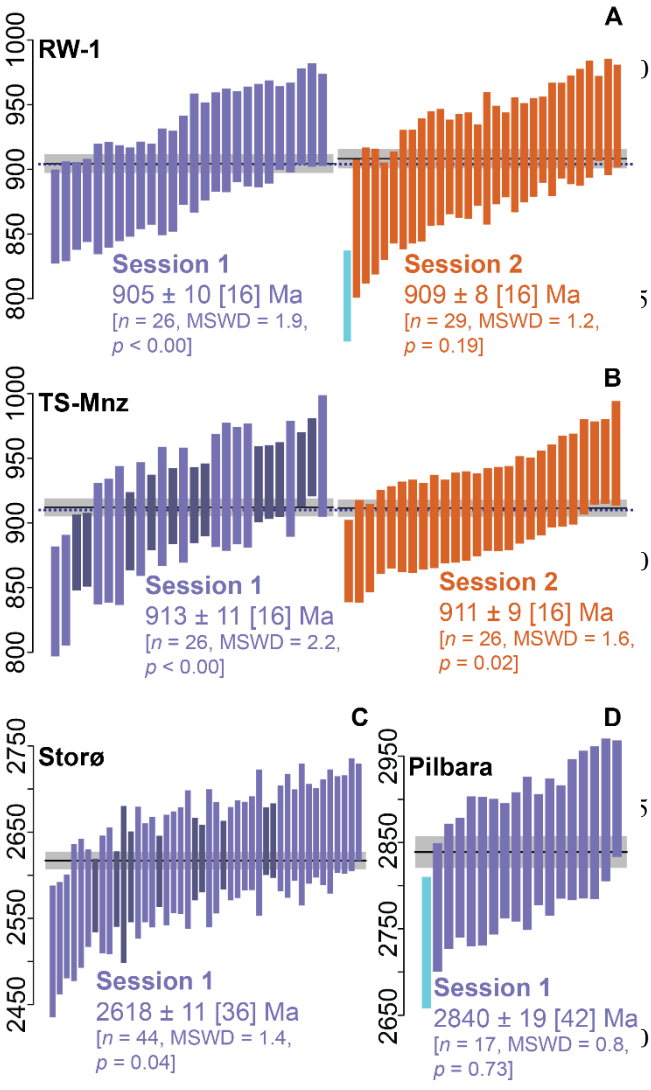 A
RW-1
1000
950
900
850
800
Session 1
905 ± 10 [16] Ma
[n = 26, MSWD = 1.9,
p < 0.00]
Session 2
909 ± 8 [16] Ma
[n = 29, MSWD = 1.2,
p = 0.19]
B
TS-Mnz
1000
950
900
850
800
Session 1
913 ± 11 [16] Ma
[n = 26, MSWD = 2.2,
p < 0.00]
Session 2
911 ± 9 [16] Ma
[n = 26, MSWD = 1.6,
p = 0.02]
C
Storø
2750
2650
2550
2450
Session 1
2618 ± 11 [36] Ma
[n = 44, MSWD = 1.4,
p = 0.04]
D
Pilbara
2950
2850
2750
2650
Session 1
2840 ± 19 [42] Ma
[n = 17, MSWD = 0.8,
p = 0.73]